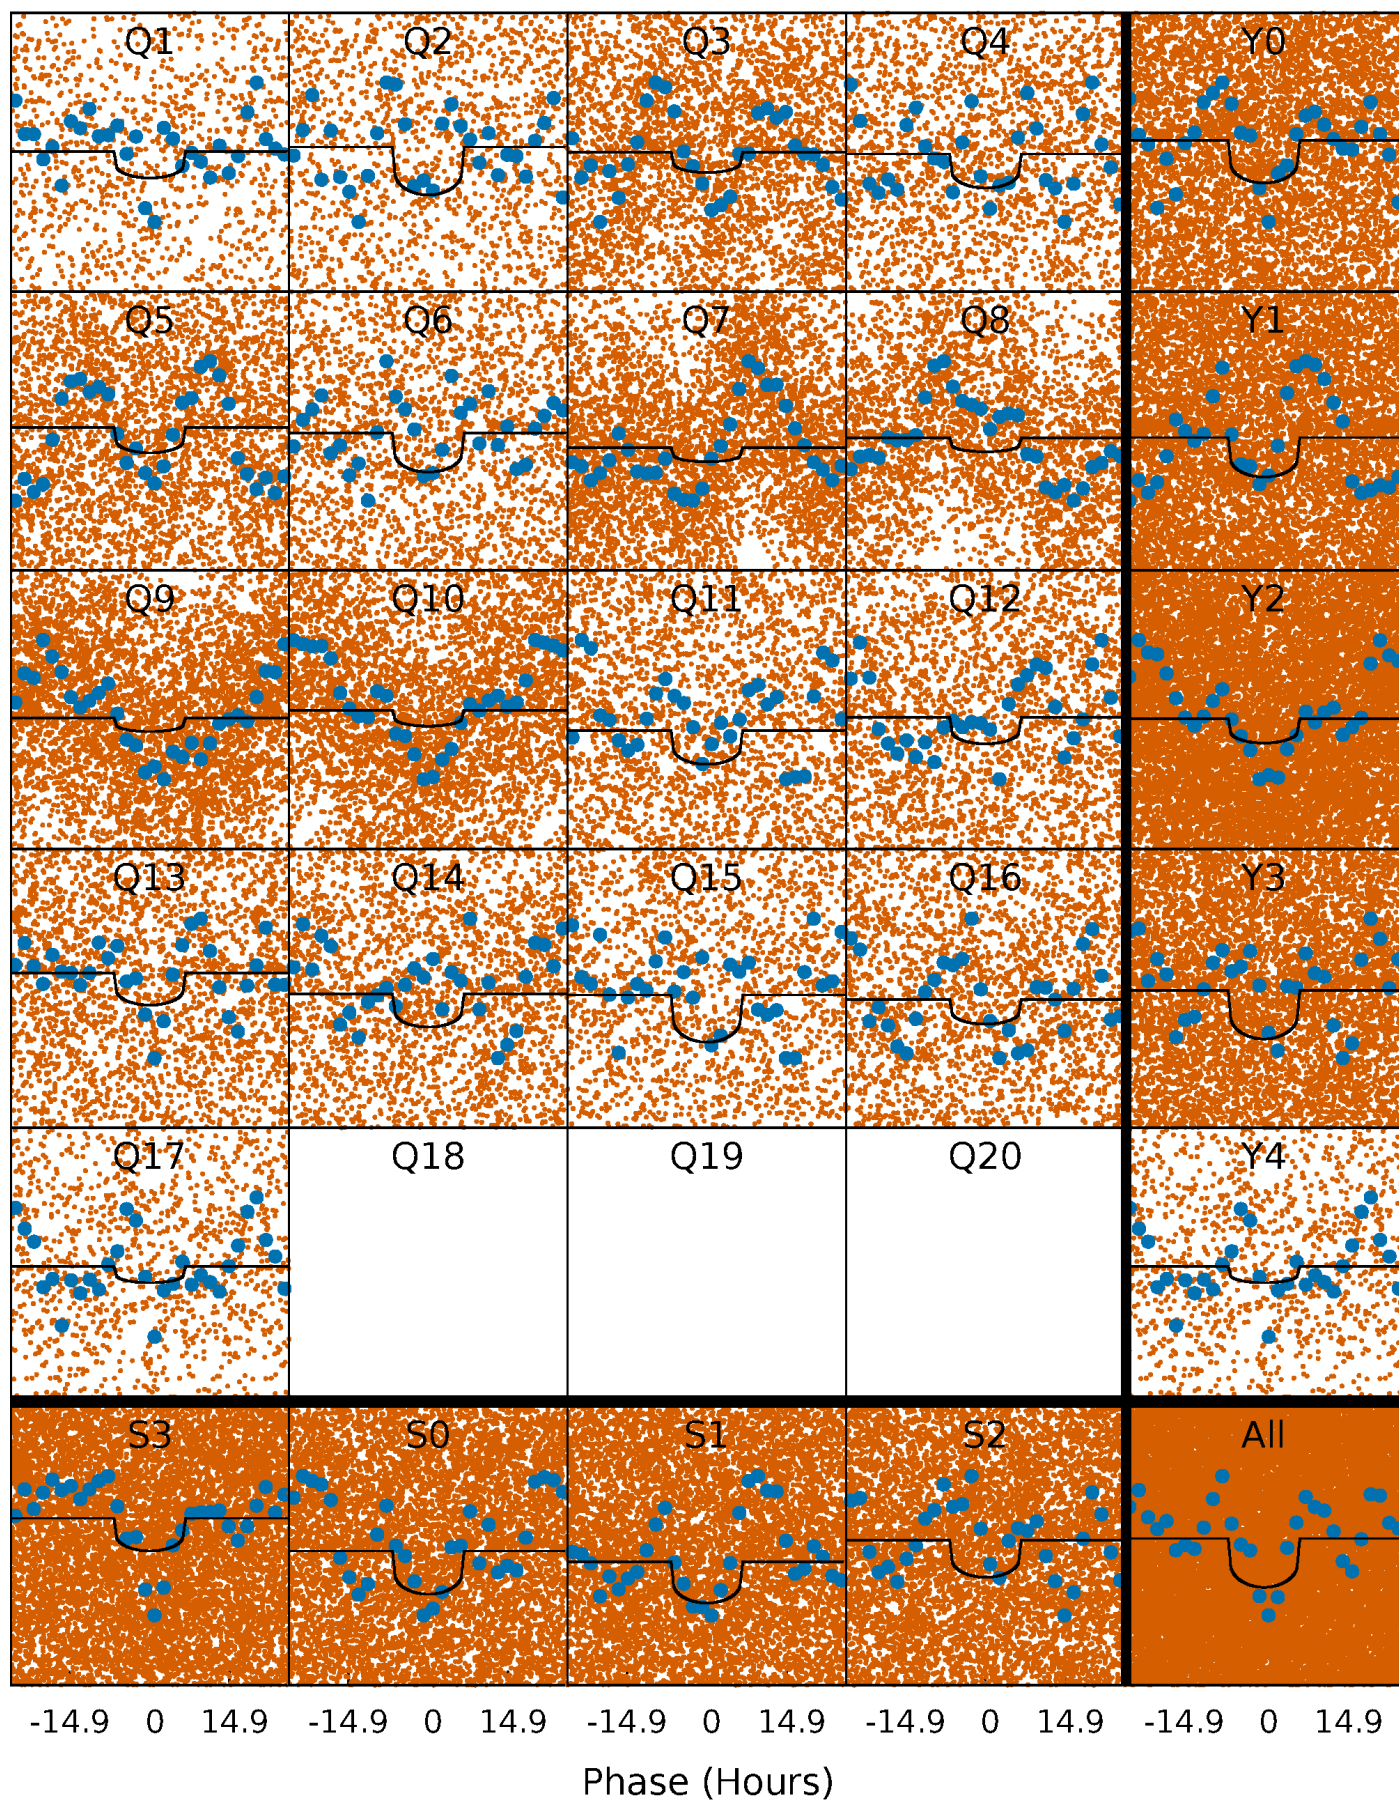 Q1 Q2 Q3 Q4 Y0
Q5 Q6 Q7 Q8 Y1
Q9 Q10 Q11 Q12 Y2
Q13 Q14 Q15 Q16 Y3
Q17 Q18 Q19 Q20 Y4
S3 S0 S1 S2 All
-14.9 0 14.9 -14.9 0 14.9 -14.9 0 14.9 -14.9 0 14.9 -14.9 0 14.9
Phase (Hours)